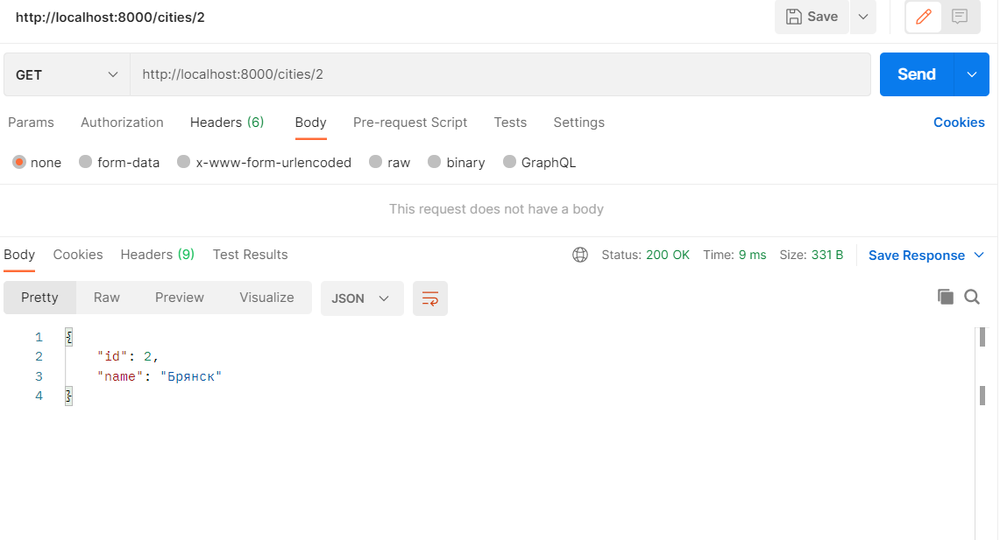 http://localhost:8000/cities/2 Save
GET http://localhost:8000/cities/2 Send
Params Authorization Headers (6) Body Pre-request Script Tests Settings Cookies
none form-data x-www-form-urlencoded raw binary GraphQL
This request does not have a body
Body Cookies Headers (9) Test Results Status: 200 OK Time: 9 ms Size: 331 B Save Response
Pretty Raw Preview Visualize JSON
1 {
2 "id": 2,
3 "name": "Брянск"
4 }